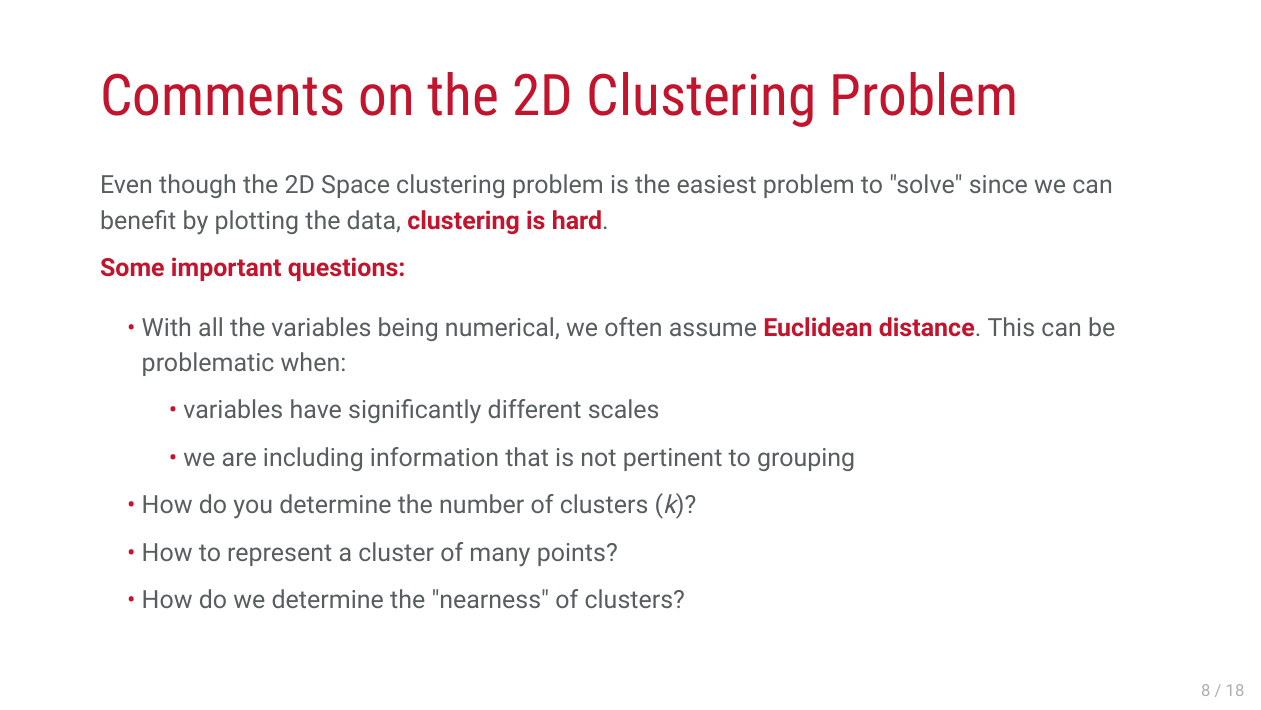 Comments on the 2D Clustering Problem
Even though the 2D Space clustering problem is the easiest problem to "solve" since we can
benefit by plotting the data, clustering is hard.
Some important questions:
• With all the variables being numerical, we often assume Euclidean distance. This can be
problematic when:
• variables have significantly different scales
• we are including information that is not pertinent to grouping
• How do you determine the number of clusters (k)?
• How to represent a cluster of many points?
• How do we determine the "nearness" of clusters?
8 / 18